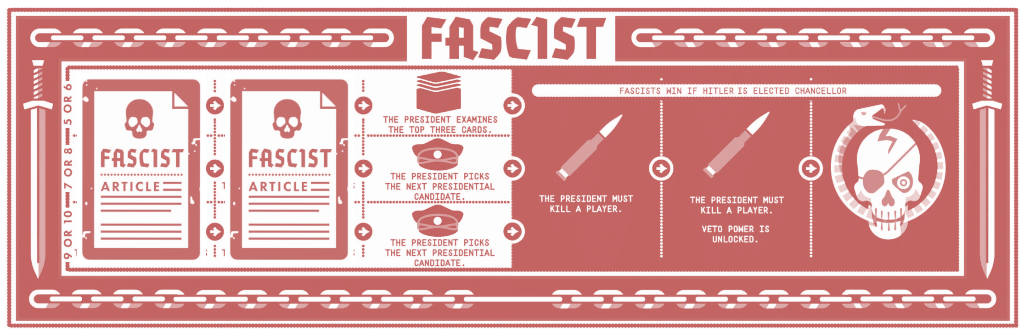 FASCIST
5 OR 6
7 OR 8
9 OR 10
FASCIST
ARTICLE
FASCIST
ARTICLE
THE PRESIDENT EXAMINES
THE TOP THREE CARDS.
THE PRESIDENT PICKS
THE NEXT PRESIDENTIAL
CANDIDATE.
THE PRESIDENT PICKS
THE NEXT PRESIDENTIAL
CANDIDATE.
FASCISTS WIN IF HITLER IS ELECTED CHANCELLOR
THE PRESIDENT MUST
KILL A PLAYER.
THE PRESIDENT MUST
KILL A PLAYER.
VETO POWER IS
UNLOCKED.